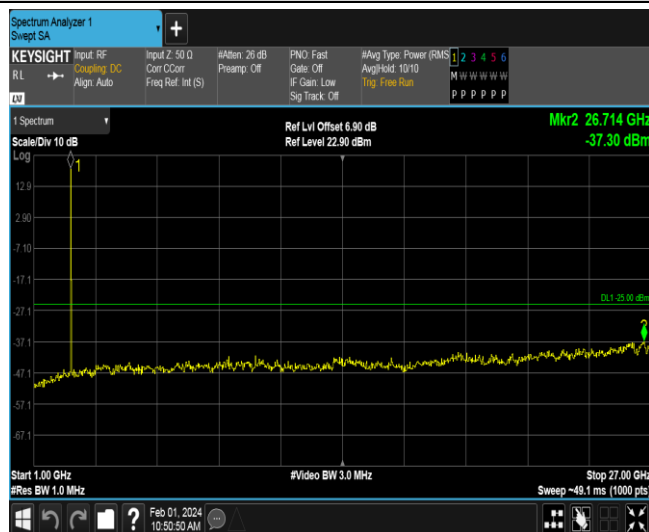 Spectrum Analyzer 1
Swept SA
+
KEYSIGHT Input: RF Input Z: 50 Ω #Atten: 26 dB PNO: Fast #Avg Type: Power (RMS 1 2 3 4 5 6
RL Coupling: DC Corr CCorr Preamp: Off Gate: Off Avg|Hold: 10/10 M W W W W W
Align: Auto Freq Ref: Int (S) IF Gain: Low Trig: Free Run
Sig Track: Off P P P P P P
LXI
1 Spectrum Ref Lvl Offset 6.90 dB Mkr2 26.714 GHz
Scale/Div 10 dB Ref Level 22.90 dBm -37.30 dBm
Log
1
12.9
2.90
-7.10
-17.1
DL1 -25.00 dBm
-27.1
2
-37.1
-47.1
-57.1
-67.1
Start 1.00 GHz #Video BW 3.0 MHz Stop 27.00 GHz
#Res BW 1.0 MHz Sweep ~49.1 ms (1000 pts)
? Feb 01, 2024
10:50:50 AM